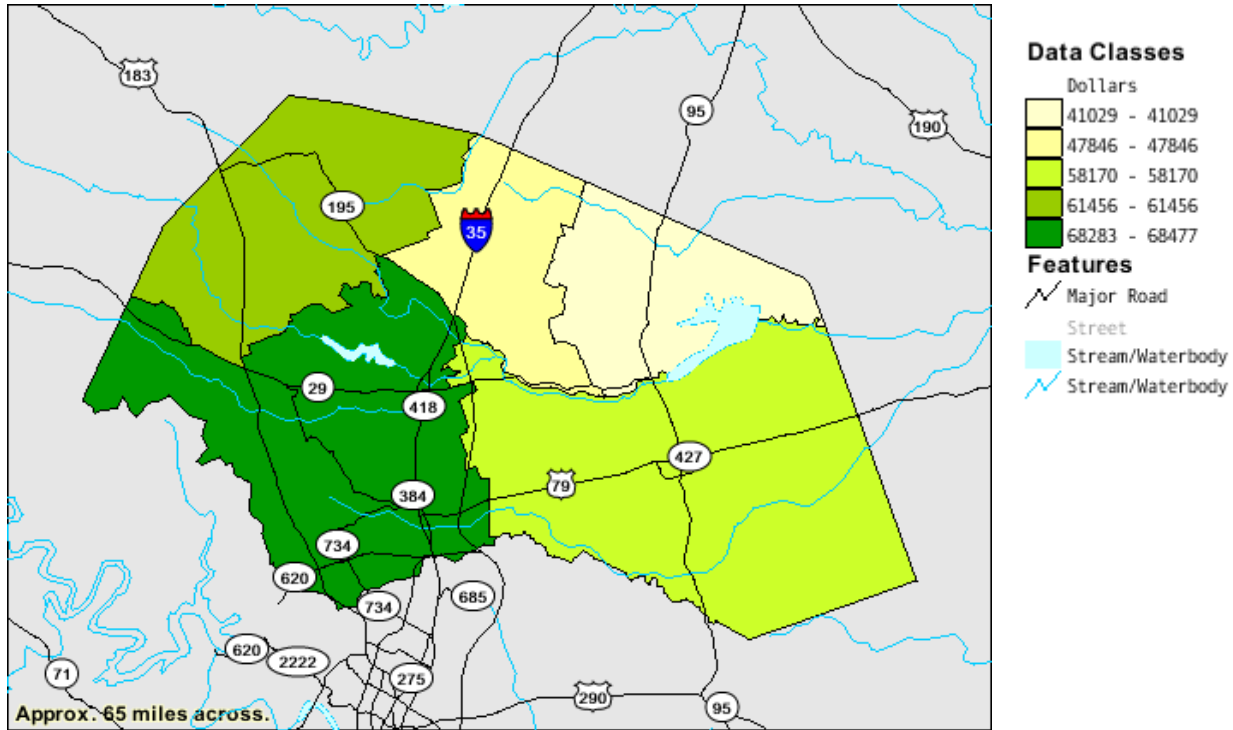 183
95
190
195
35
29
418
427
79
384
734
620
734
685
620
2222
71
275
290
95
Approx. 65 miles across.
Data Classes
Dollars
41029 - 41029
47846 - 47846
58170 - 58170
61456 - 61456
68283 - 68477
Features
Major Road
Street
Stream/Waterbody
Stream/Waterbody